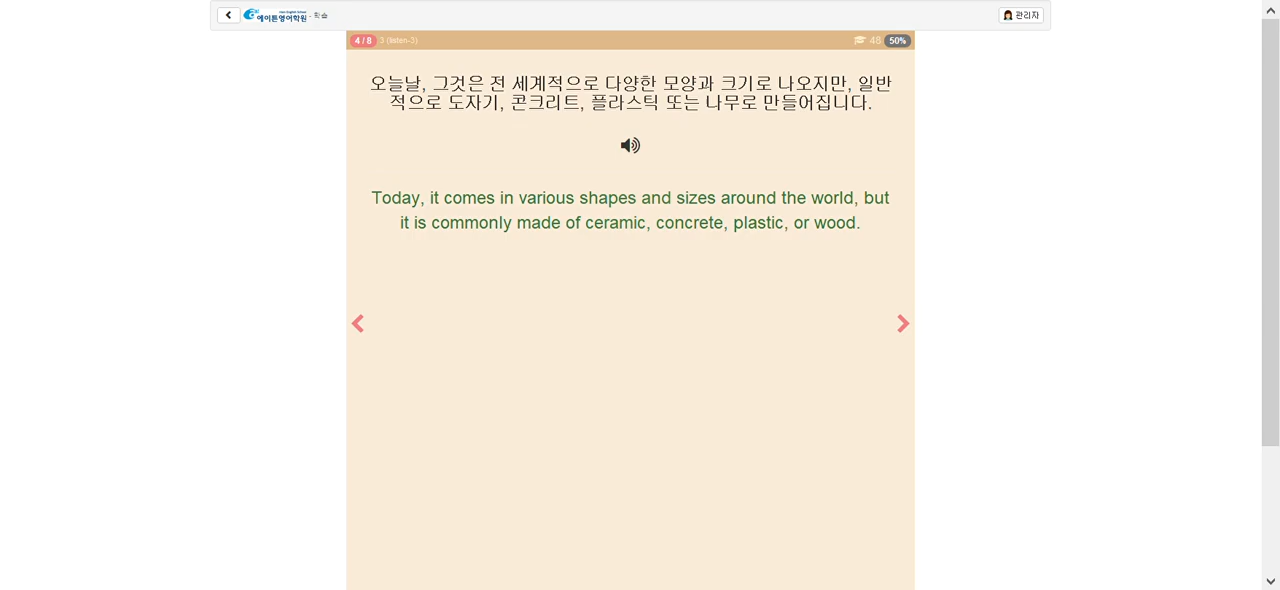 에이튼영어학원 - 학습
관리자
4 / 8 3 (listen-3) 48 50%
오늘날, 그것은 전 세계적으로 다양한 모양과 크기로 나오지만, 일반
적으로 도자기, 콘크리트, 플라스틱 또는 나무로 만들어집니다.
Today, it comes in various shapes and sizes around the world, but
it is commonly made of ceramic, concrete, plastic, or wood.